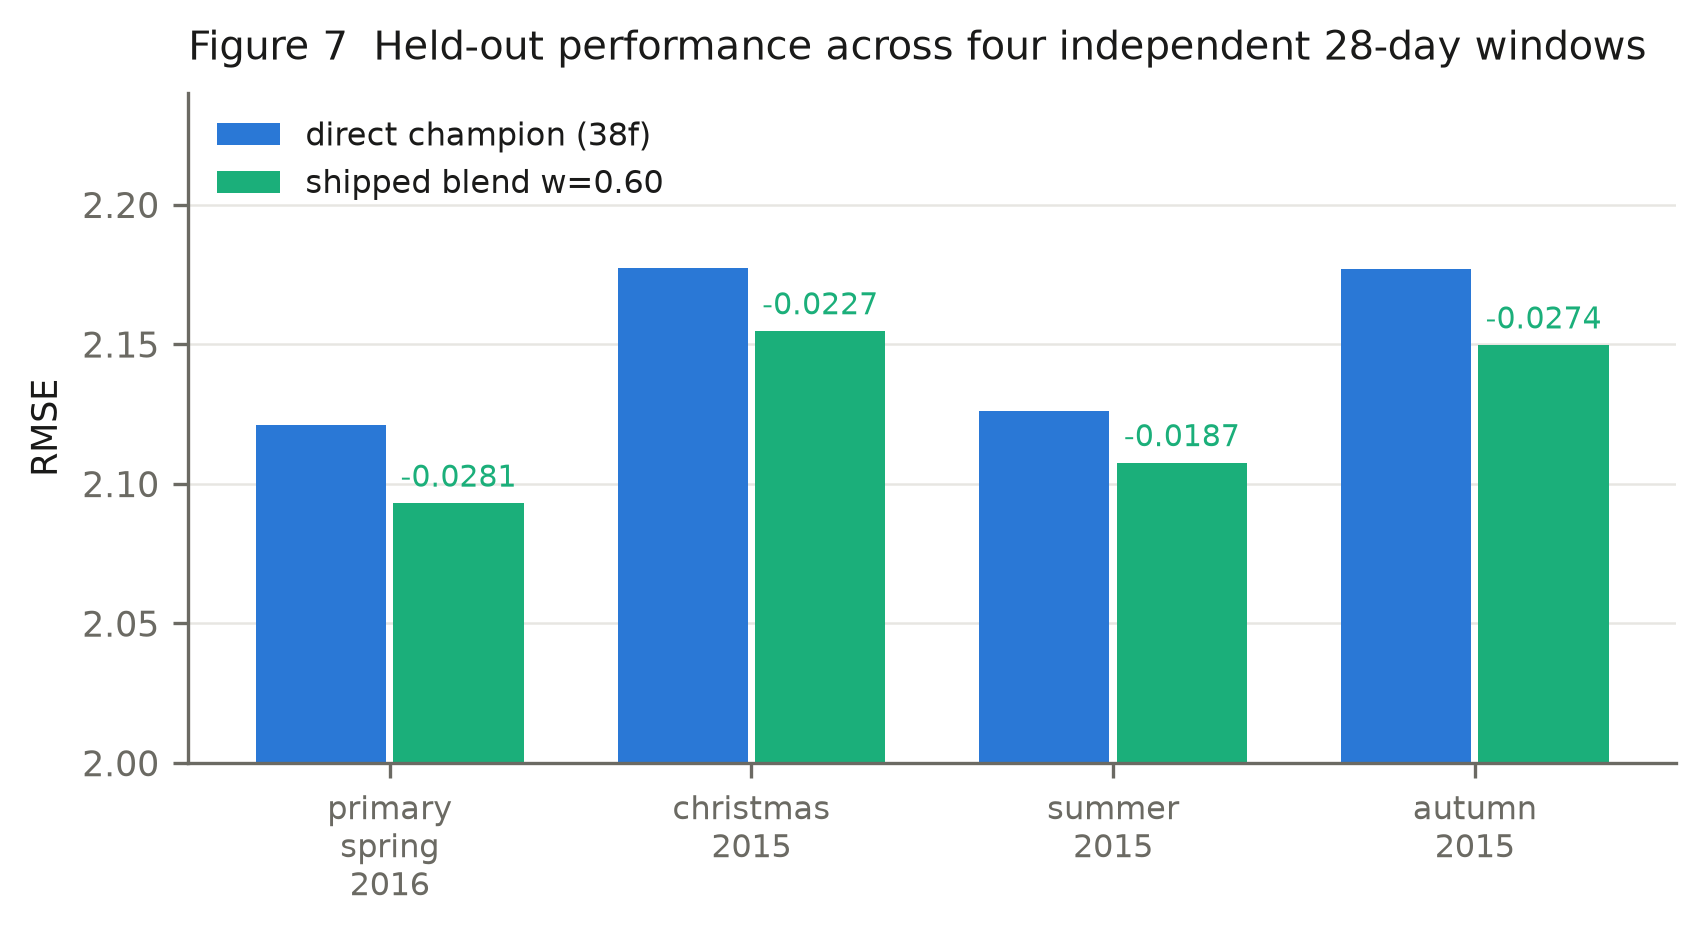 Figure 7  Held-out performance across four independent 28-day windows
direct champion (38f)
shipped blend w=0.60
2.20
2.15
2.10
2.05
2.00
RMSE
-0.0281
-0.0227
-0.0187
-0.0274
primary
spring
2016
christmas
2015
summer
2015
autumn
2015